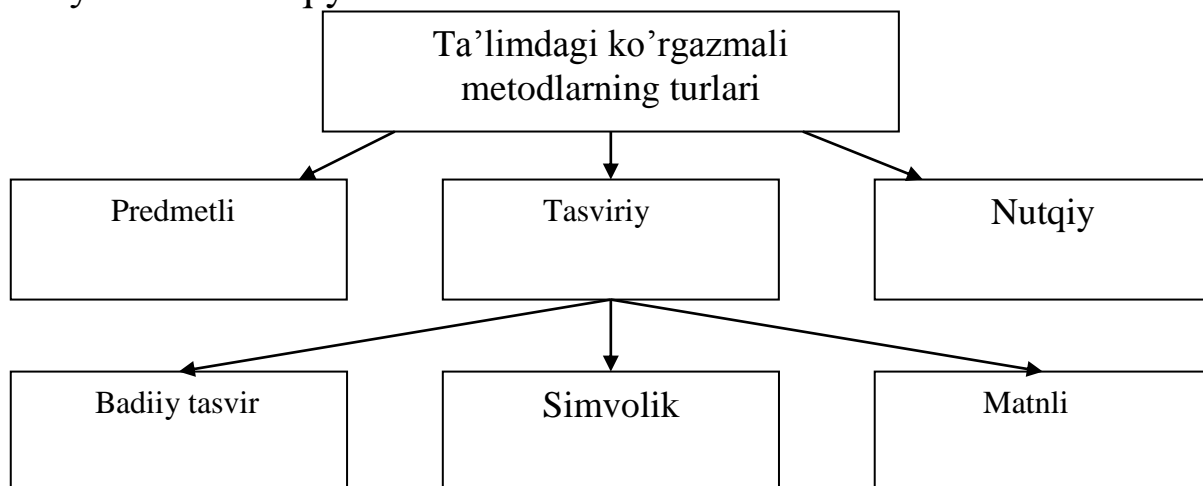 Ta’limdagi ko’rgazmali
metodlarning turlari
Predmetli
Tasviriy
Nutqiy
Badiiy tasvir
Simvolik
Matnli